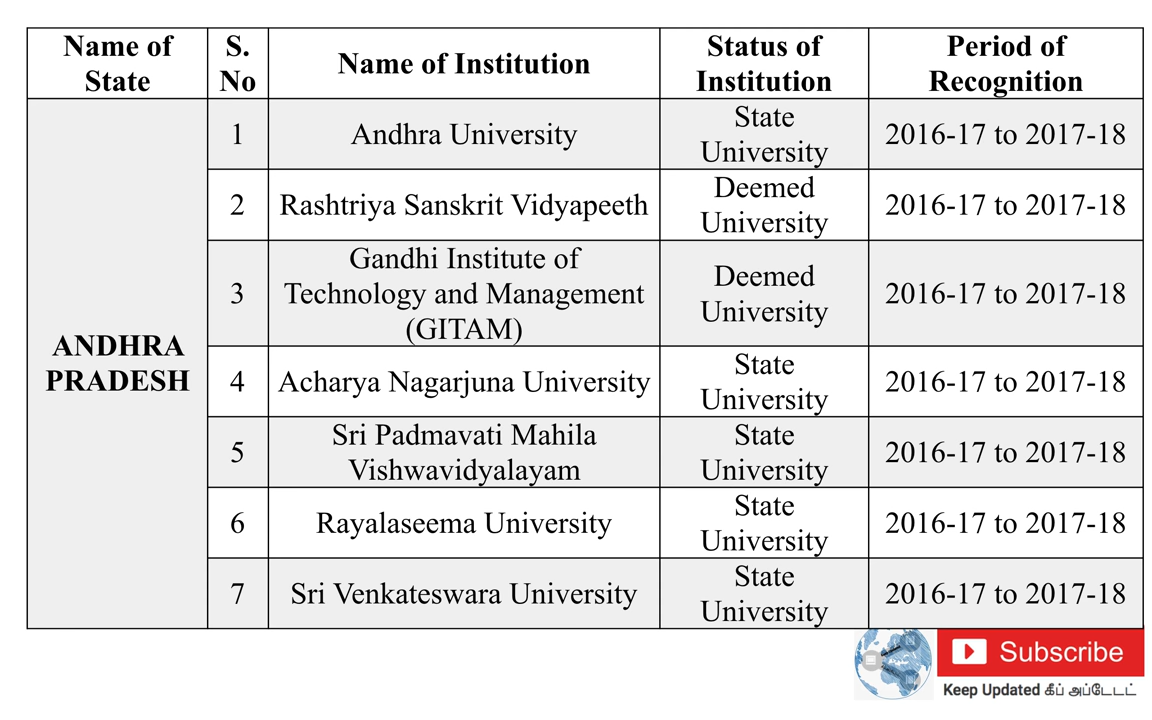 Name of
State
S.
No
Name of Institution
Status of
Institution
Period of
Recognition
ANDHRA
PRADESH
1
Andhra University
State
University
2016-17 to 2017-18
2
Rashtriya Sanskrit Vidyapeeth
Deemed
University
2016-17 to 2017-18
3
Gandhi Institute of
Technology and Management
(GITAM)
Deemed
University
2016-17 to 2017-18
4
Acharya Nagarjuna University
State
University
2016-17 to 2017-18
5
Sri Padmavati Mahila
Vishwavidyalayam
State
University
2016-17 to 2017-18
6
Rayalaseema University
State
University
2016-17 to 2017-18
7
Sri Venkateswara University
State
University
2016-17 to 2017-18
Subscribe
Keep Updated கீப் அப்டேடட்